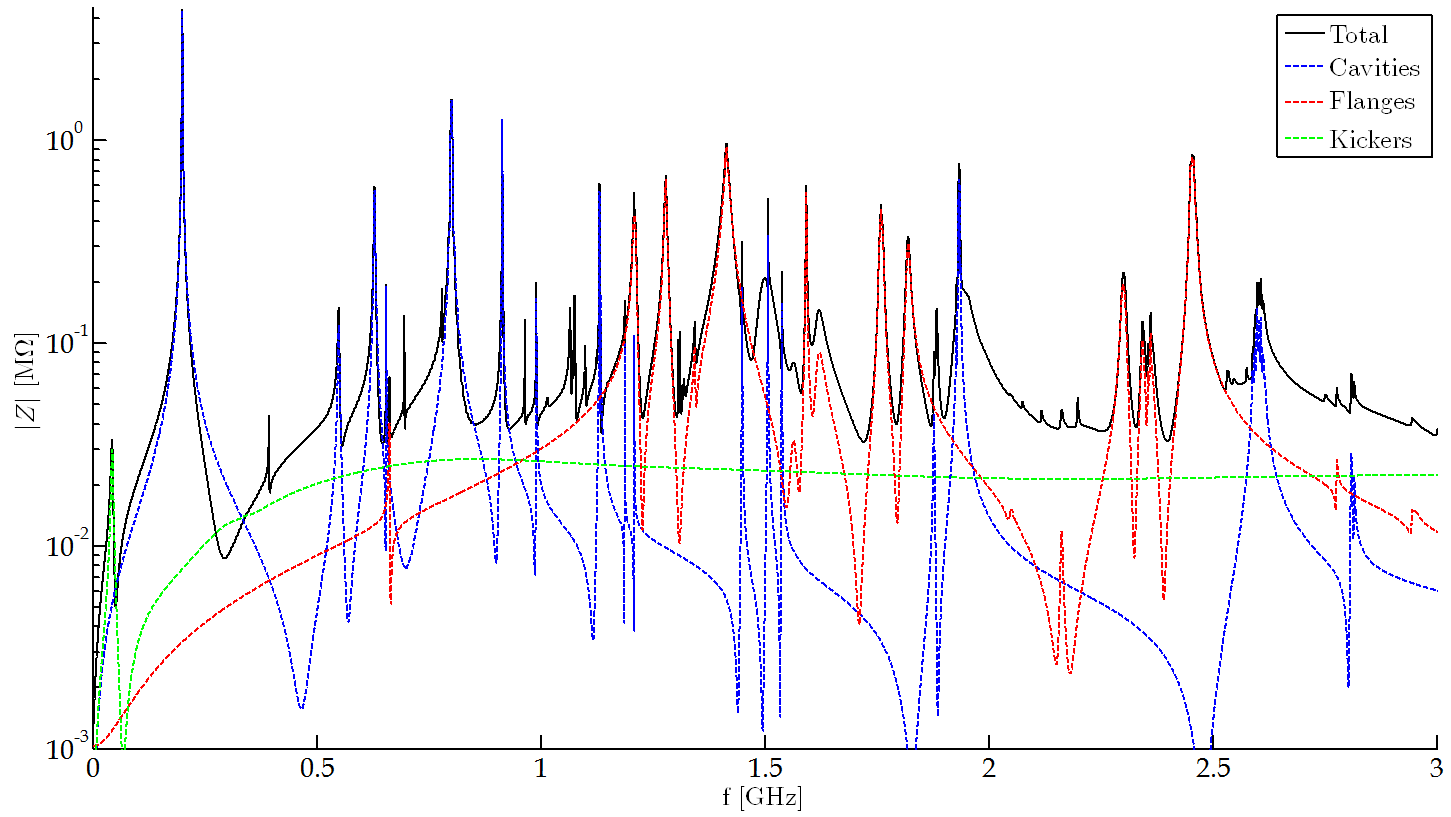 Total
Cavities
Flanges
Kickers
|Z| [MΩ]
10^0
10^-1
10^-2
10^-3
0 0.5 1 1.5 2 2.5 3
f [GHz]